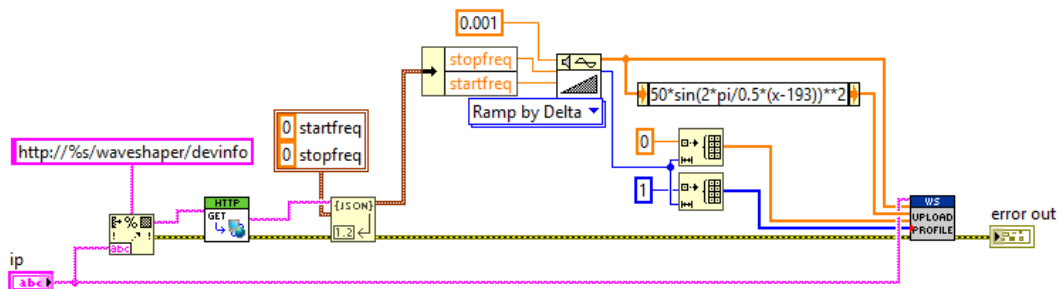 0.001
stopfreq
startfreq
50*sin(2*pi/0.5*(x-193))**2
Ramp by Delta
0 startfreq
0 stopfreq
http://%s/waveshaper/devinfo
0
1
HTTP
GET
{JSON}
1.2
%
abc
WS
UPLOAD
PROFILE
error out
ip
abc